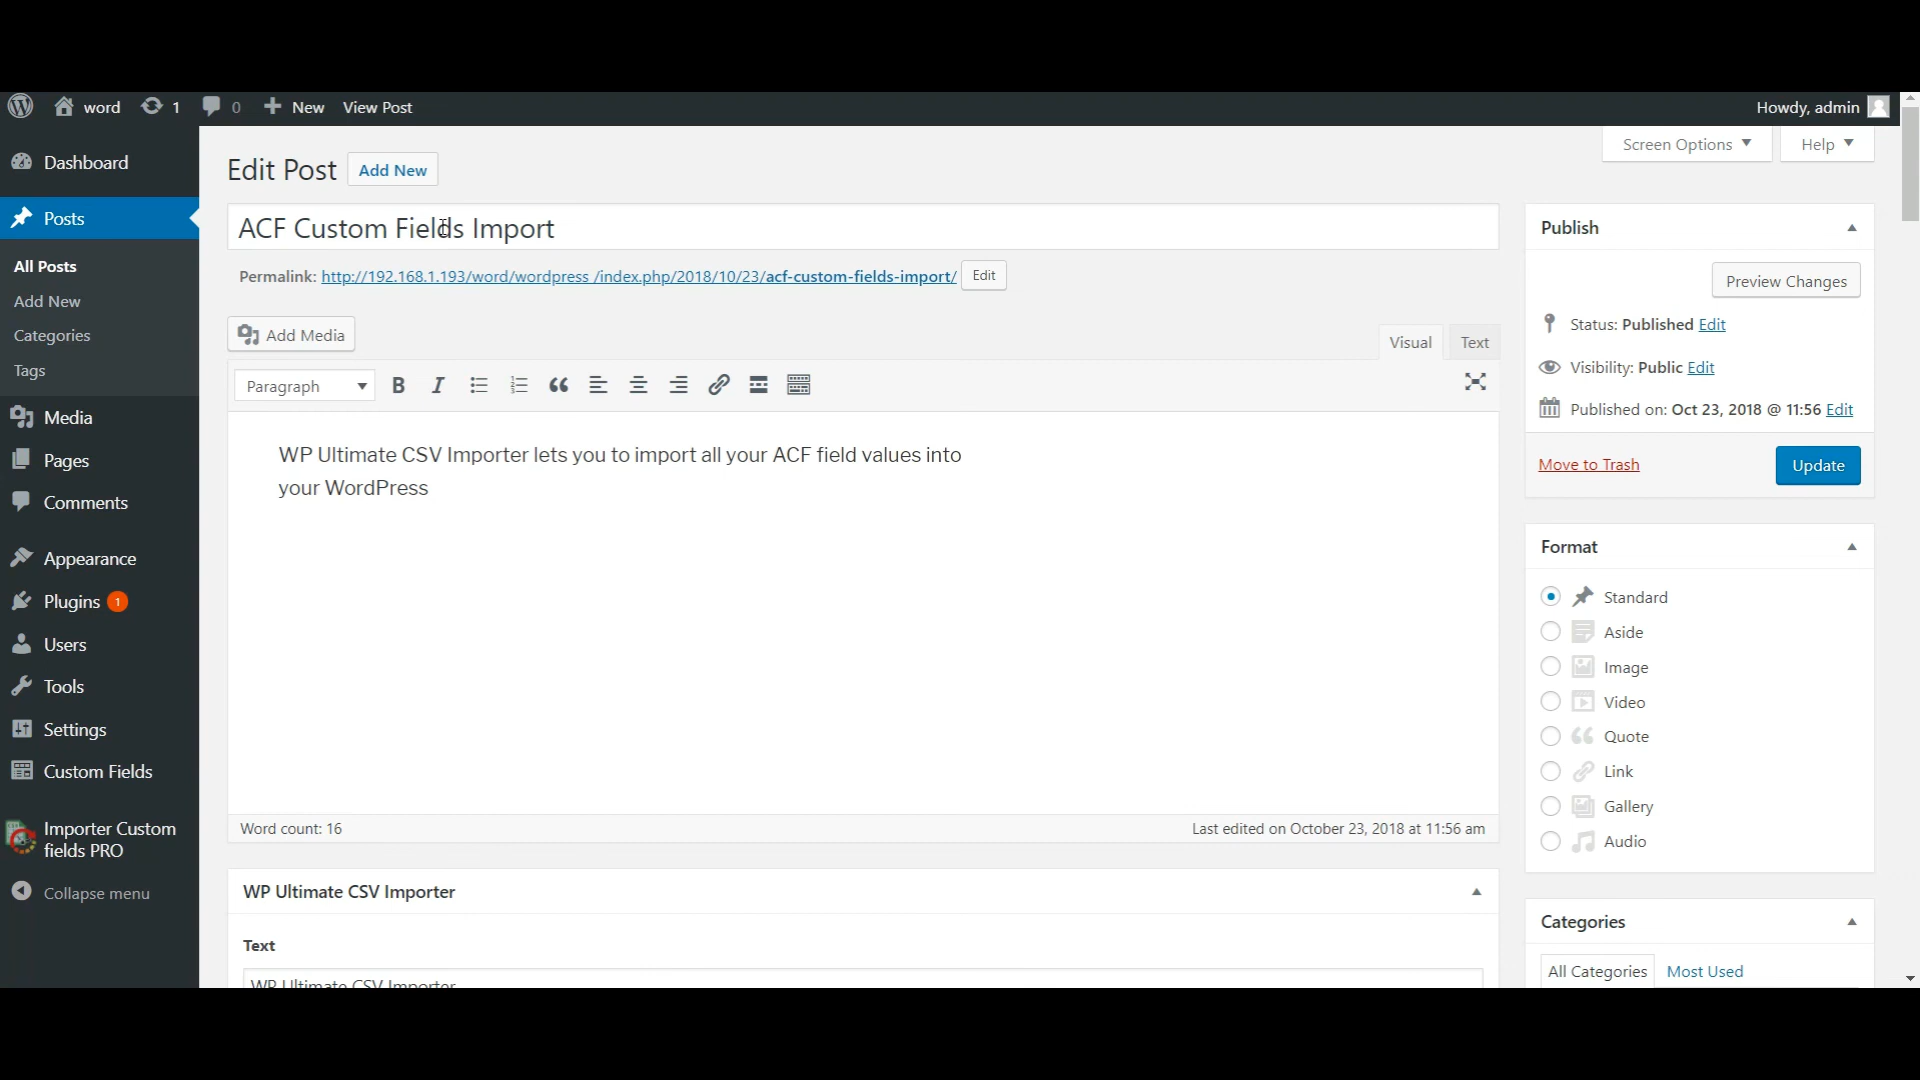 word 1 0 New View Post Howdy, admin
Screen Options Help
Dashboard
Posts
All Posts
Add New
Categories
Tags
Media
Pages
Comments
Appearance
Plugins 1
Users
Tools
Settings
Custom Fields
Importer Custom
fields PRO
Collapse menu
Edit Post Add New
ACF Custom Fields Import
Permalink: http://192.168.1.193/word/wordpress /index.php/2018/10/23/acf-custom-fields-import/ Edit
Add Media
Visual Text
Paragraph
WP Ultimate CSV Importer lets you to import all your ACF field values into
your WordPress
Word count: 16 Last edited on October 23, 2018 at 11:56 am
WP Ultimate CSV Importer
Text
WP Ultimate CSV Importer
Publish
Preview Changes
Status: Published Edit
Visibility: Public Edit
Published on: Oct 23, 2018 @ 11:56 Edit
Move to Trash Update
Format
Standard
Aside
Image
Video
Quote
Link
Gallery
Audio
Categories
All Categories Most Used